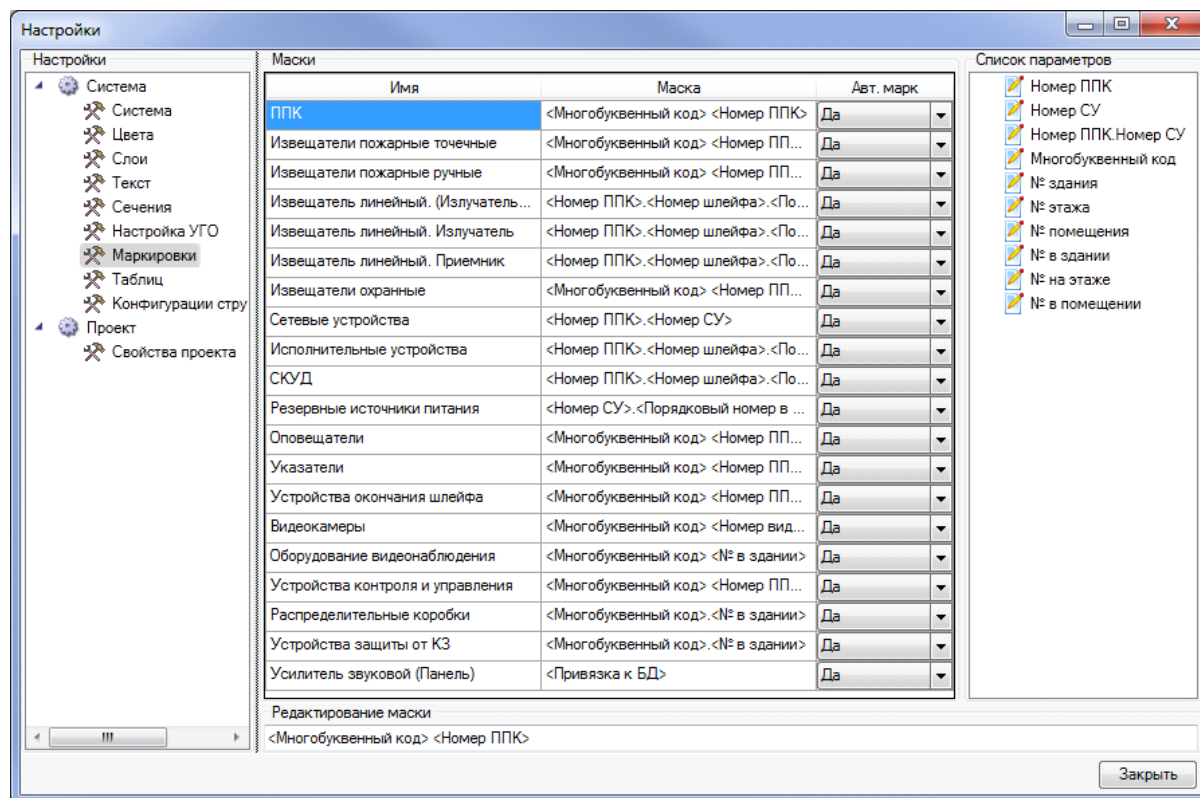 Настройки
Настройки
Система
Система
Цвета
Слои
Текст
Сечения
Настройка УГО
Маркировки
Таблиц
Конфигурации стру
Проект
Свойства проекта
Маски
Имя Маска Авт. марк
ППК <Многобуквенный код> <Номер ППК> Да
Извещатели пожарные точечные <Многобуквенный код> <Номер ПП... Да
Извещатели пожарные ручные <Многобуквенный код> <Номер ПП... Да
Извещатель линейный. (Излучатель... <Номер ППК>.<Номер шлейфа>.<По... Да
Извещатель линейный. Излучатель <Номер ППК>.<Номер шлейфа>.<По... Да
Извещатель линейный. Приемник <Номер ППК>.<Номер шлейфа>.<По... Да
Извещатели охранные <Многобуквенный код> <Номер ПП... Да
Сетевые устройства <Номер ППК>.<Номер СУ> Да
Исполнительные устройства <Номер ППК>.<Номер шлейфа>.<По... Да
СКУД <Номер ППК>.<Номер шлейфа>.<По... Да
Резервные источники питания <Номер СУ>.<Порядковый номер в ... Да
Оповещатели <Многобуквенный код> <Номер ПП... Да
Указатели <Многобуквенный код> <Номер ПП... Да
Устройства окончания шлейфа <Многобуквенный код> <Номер ПП... Да
Видеокамеры <Многобуквенный код> <Номер вид... Да
Оборудование видеонаблюдения <Многобуквенный код> <№ в здании> Да
Устройства контроля и управления <Многобуквенный код> <Номер ПП... Да
Распределительные коробки <Многобуквенный код>.<№ в здании> Да
Устройства защиты от КЗ <Многобуквенный код>.<№ в здании> Да
Усилитель звуковой (Панель) <Привязка к БД> Да
Редактирование маски
<Многобуквенный код> <Номер ППК>
Список параметров
Номер ППК
Номер СУ
Номер ППК.Номер СУ
Многобуквенный код
№ здания
№ этажа
№ помещения
№ в здании
№ на этаже
№ в помещении
Закрыть